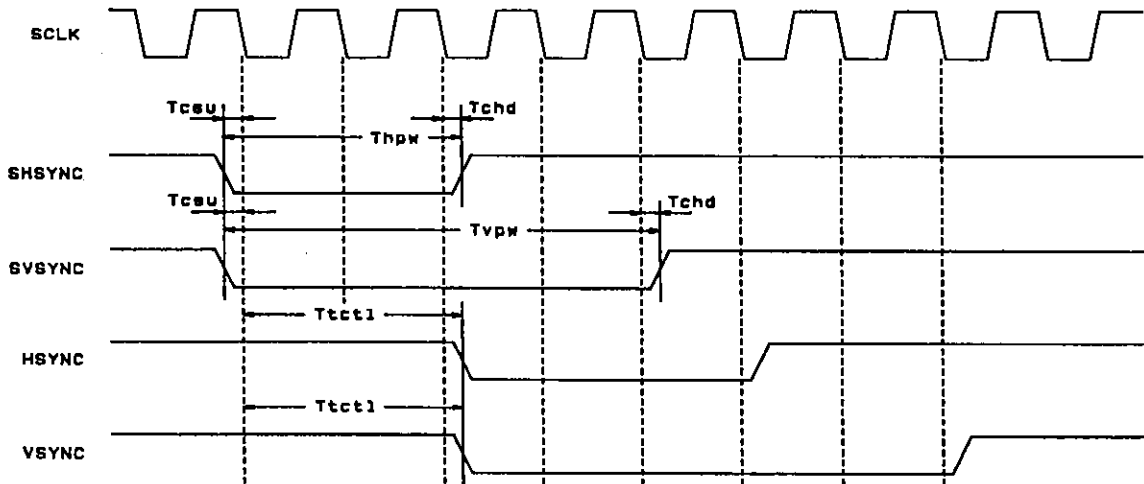 SCLK
Tcsu
Tchd
Thpw
SHSYNC
Tcsu
Tchd
Tvpw
SVSYNC
Ttctl
HSYNC
Ttctl
VSYNC